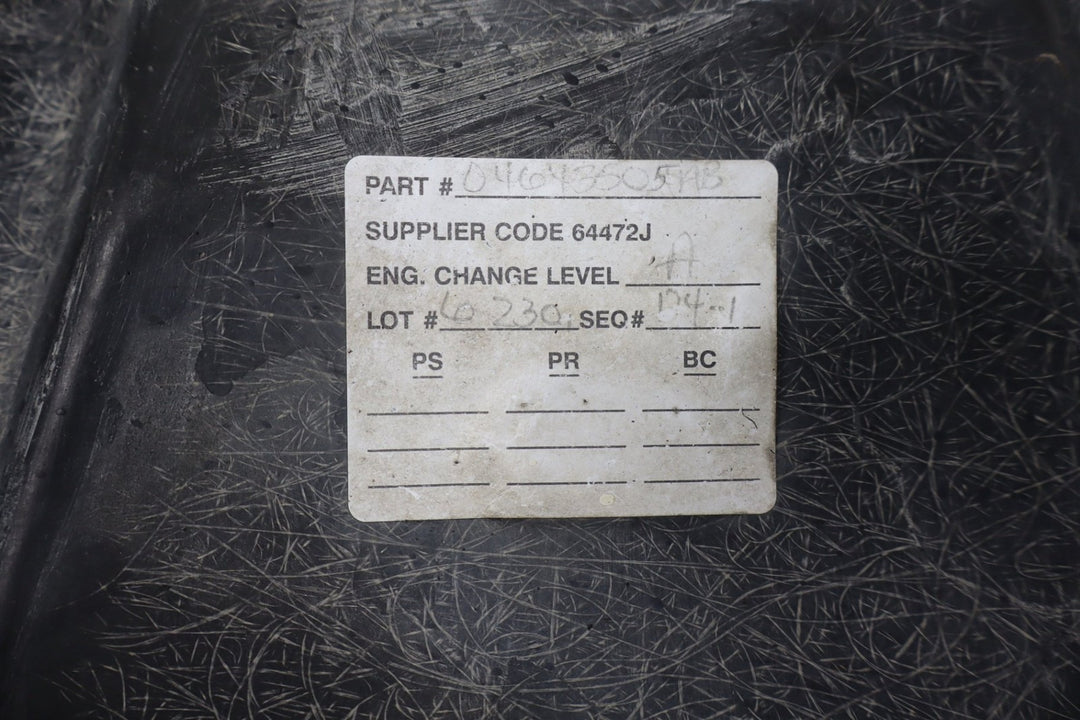 PART # 04643505AB
SUPPLIER CODE 64472J
ENG. CHANGE LEVEL A
LOT # 6 230 SEQ#
PS PR BC